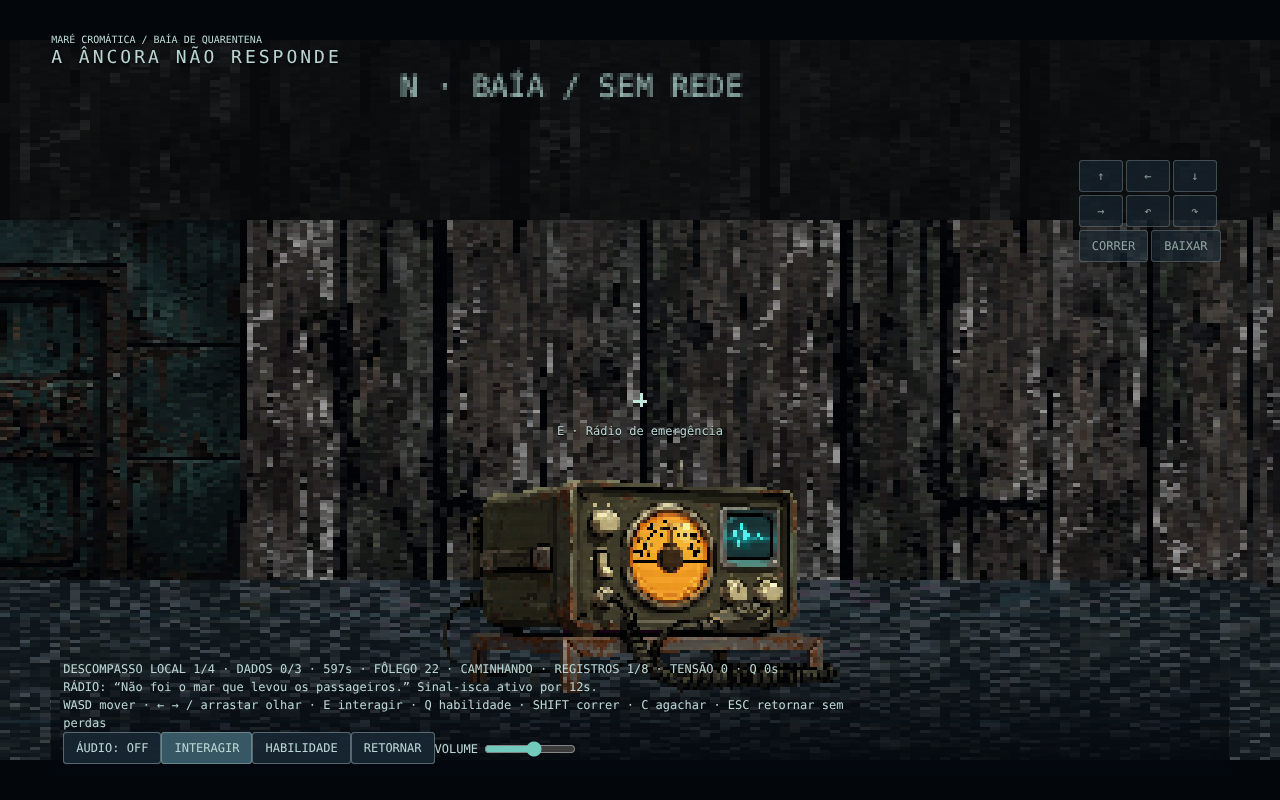 MARÉ CROMÁTICA / BAÍA DE QUARENTENA
A ÂNCORA NÃO RESPONDE
N · BAÍA / SEM REDE
↑ ← ↓
→ ↶ ↷
CORRER BAIXAR
E · Rádio de emergência
DESCOMPASSO LOCAL 1/4 · DADOS 0/3 · 597s · FÔLEGO 22 · CAMINHANDO · REGISTROS 1/8 · TENSÃO 0 · Q 0s
RÁDIO: “Não foi o mar que levou os passageiros.” Sinal-isca ativo por 12s.
WASD mover · ← → / arrastar olhar · E interagir · Q habilidade · SHIFT correr · C agachar · ESC retornar sem
perdas
ÁUDIO: OFF INTERAGIR HABILIDADE RETORNAR VOLUME